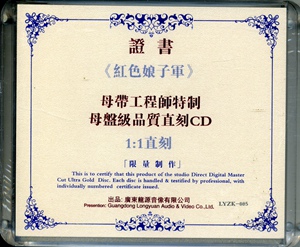 證書
《紅色娘子軍》
母帶工程師特制
母盤級品質直刻CD
1:1直刻
「限量制作」
This is to certify that this product of the studio Direct Digital Master
Cut Ultra Gold Disc. Each disc is handled & testified by professional, with
individually numbered certificate issued.
出品: 廣東龍源音像有限公司
Presention: Guangdong Longyuan Audio & Video Co.,Ltd.
LYZK-005